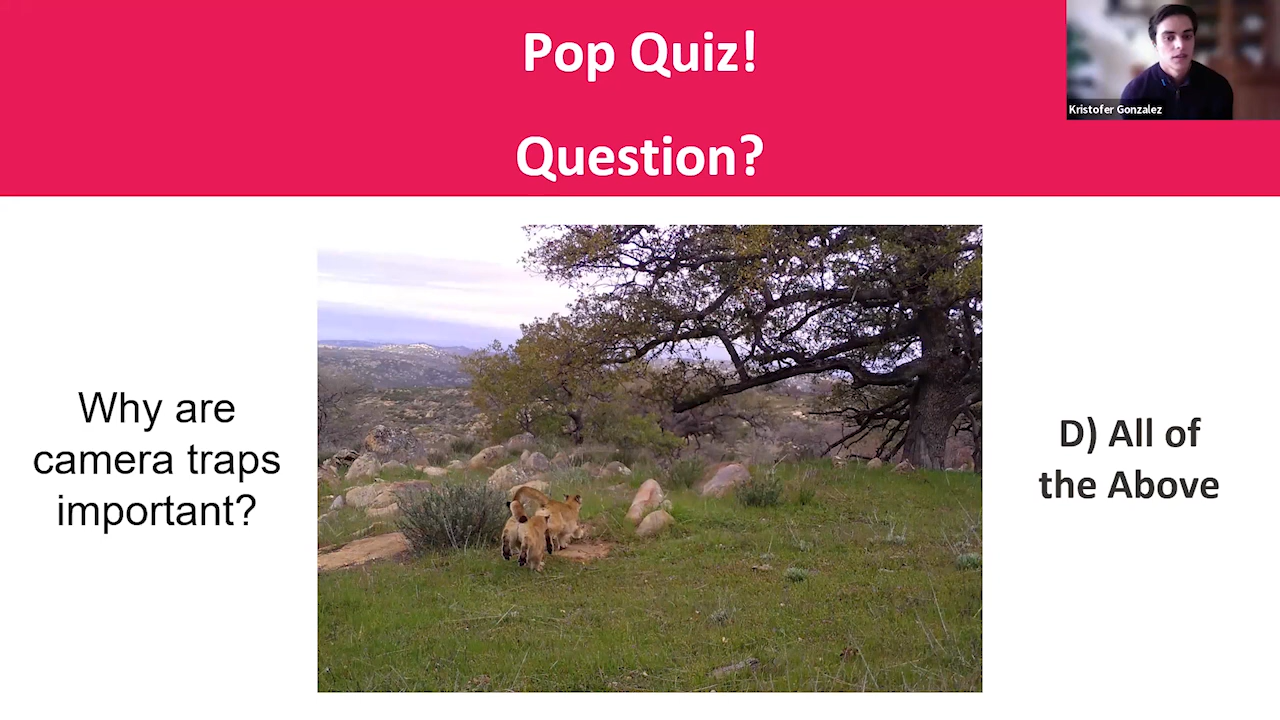 Pop Quiz!
Question?
Kristofer Gonzalez
Why are
camera traps
important?
D) All of
the Above